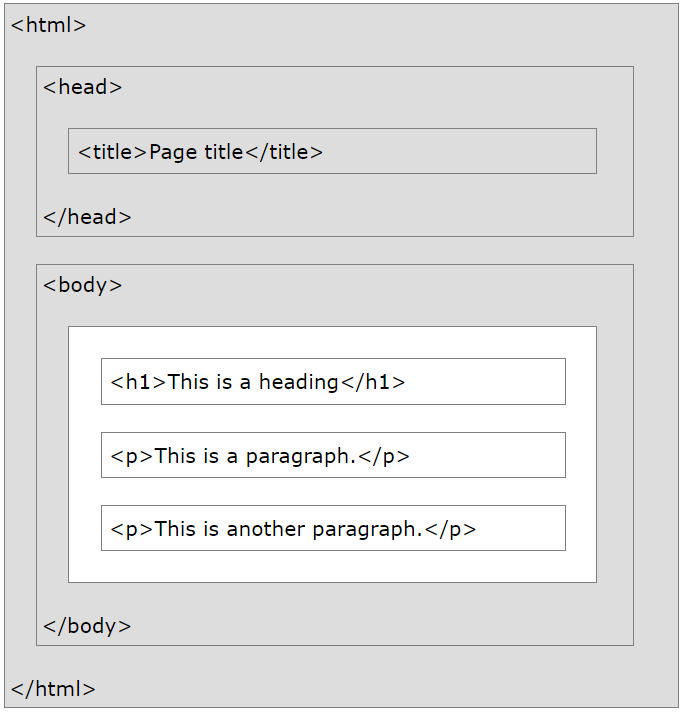 <html>
<head>
<title>Page title</title>
</head>
<body>
<h1>This is a heading</h1>
<p>This is a paragraph.</p>
<p>This is another paragraph.</p>
</body>
</html>